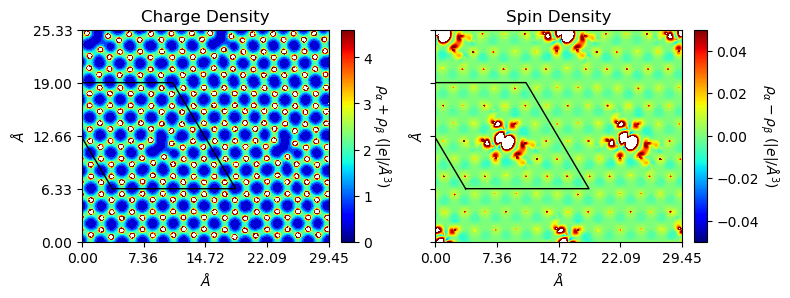 Charge Density
Spin Density
25.33
19.00
12.66
6.33
0.00
Å
0.00 7.36 14.72 22.09 29.45
Å
4
3
2
1
0
ρα + ρβ (|e|/Å³)
Å
0.00 7.36 14.72 22.09 29.45
Å
0.04
0.02
0.00
−0.02
−0.04
ρα − ρβ (|e|/Å³)